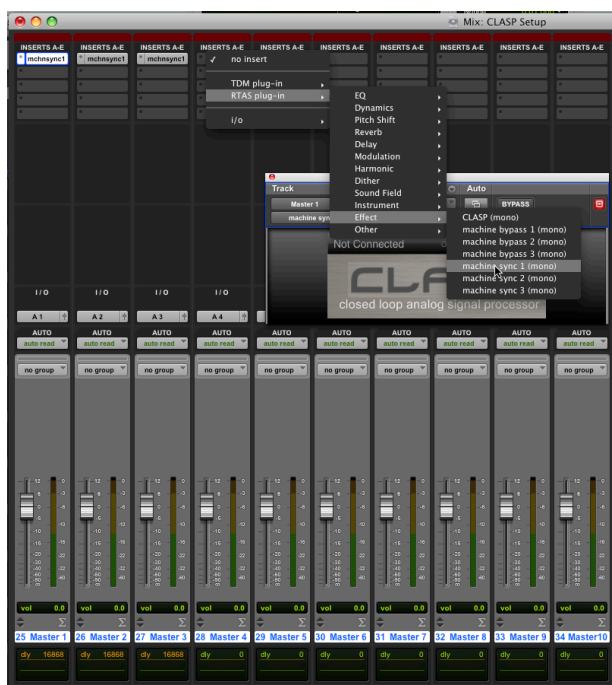 Mix: CLASP Setup
INSERTS A-E INSERTS A-E INSERTS A-E INSERTS A-E INSERTS A-E INSERTS A-E INSERTS A-E INSERTS A-E INSERTS A-E INSERTS A-E
mchnsync1 mchnsync1 mchnsync1
✓ no insert
TDM plug-in
RTAS plug-in
i/o
EQ
Dynamics
Pitch Shift
Reverb
Delay
Modulation
Harmonic
Dither
Sound Field
Instrument
Effect
Other
Track Auto
Master 1 BYPASS
machine syn
CLASP (mono)
machine bypass 1 (mono)
machine bypass 2 (mono)
machine bypass 3 (mono)
machine sync 1 (mono)
machine sync 2 (mono)
machine sync 3 (mono)
Not Connected
CLA
closed loop analog signal processor
I / O I / O I / O I / O
A 1 A 2 A 3 A 4
AUTO AUTO AUTO AUTO AUTO AUTO AUTO AUTO AUTO AUTO
auto read auto read auto read auto read auto read auto read auto read auto read auto read auto read
no group no group no group no group no group no group no group no group no group no group
vol 0.0 vol 0.0 vol 0.0 vol 0.0 vol 0.0 vol 0.0 vol 0.0 vol 0.0 vol 0.0 vol 0.0
25 Master 1 26 Master 2 27 Master 3 28 Master 4 29 Master 5 30 Master 6 31 Master 7 32 Master 8 33 Master 9 34 Master10
dly 16868 dly 16868 dly 16868 dly 0 dly 0 dly 0 dly 0 dly 0 dly 0 dly 0